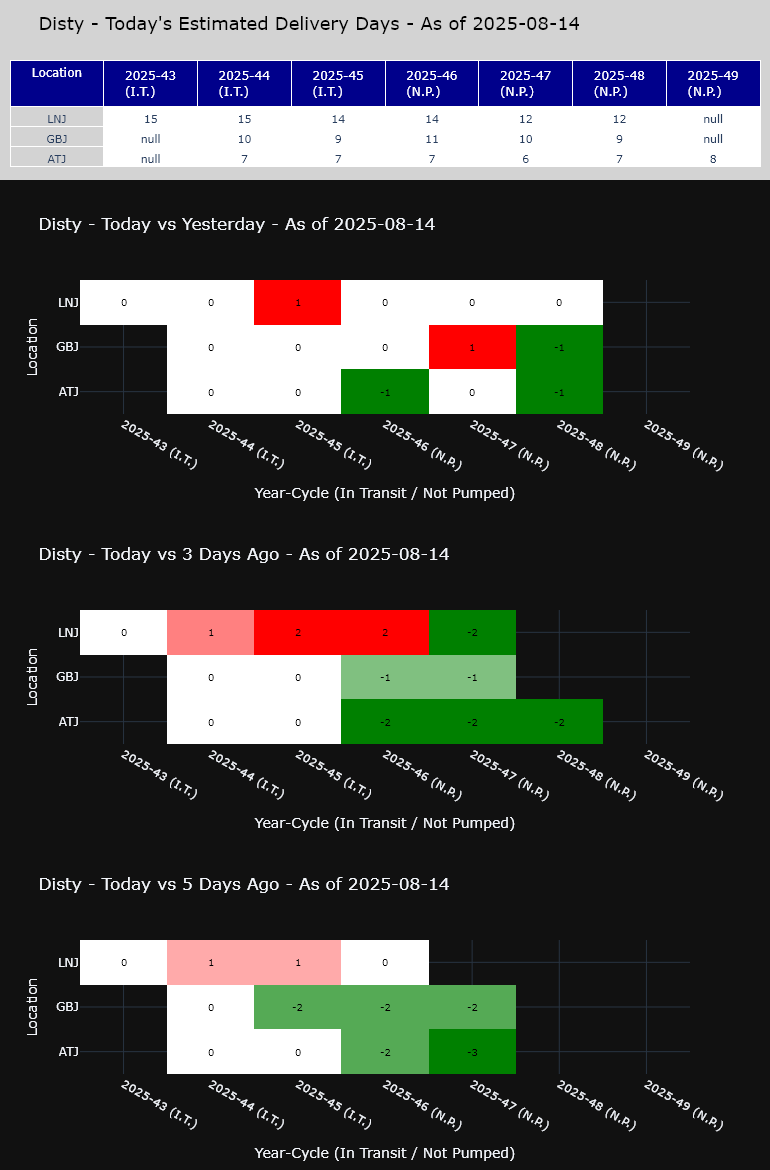 Disty - Today's Estimated Delivery Days - As of 2025-08-14
Location 2025-43 (I.T.) 2025-44 (I.T.) 2025-45 (I.T.) 2025-46 (N.P.) 2025-47 (N.P.) 2025-48 (N.P.) 2025-49 (N.P.)
LNJ 15 15 14 14 12 12 null
GBJ null 10 9 11 10 9 null
ATJ null 7 7 7 6 7 8
Disty - Today vs Yesterday - As of 2025-08-14
Location
LNJ 0 0 1 0 0 0
GBJ 0 0 0 1 -1
ATJ 0 0 -1 0 -1
2025-43 (I.T.) 2025-44 (I.T.) 2025-45 (I.T.) 2025-46 (N.P.) 2025-47 (N.P.) 2025-48 (N.P.) 2025-49 (N.P.)
Year-Cycle (In Transit / Not Pumped)
Disty - Today vs 3 Days Ago - As of 2025-08-14
Location
LNJ 0 1 2 2 -2
GBJ 0 0 -1 -1
ATJ 0 0 -2 -2 -2
2025-43 (I.T.) 2025-44 (I.T.) 2025-45 (I.T.) 2025-46 (N.P.) 2025-47 (N.P.) 2025-48 (N.P.) 2025-49 (N.P.)
Year-Cycle (In Transit / Not Pumped)
Disty - Today vs 5 Days Ago - As of 2025-08-14
Location
LNJ 0 1 1 0
GBJ 0 -2 -2 -2
ATJ 0 0 -2 -3
2025-43 (I.T.) 2025-44 (I.T.) 2025-45 (I.T.) 2025-46 (N.P.) 2025-47 (N.P.) 2025-48 (N.P.) 2025-49 (N.P.)
Year-Cycle (In Transit / Not Pumped)